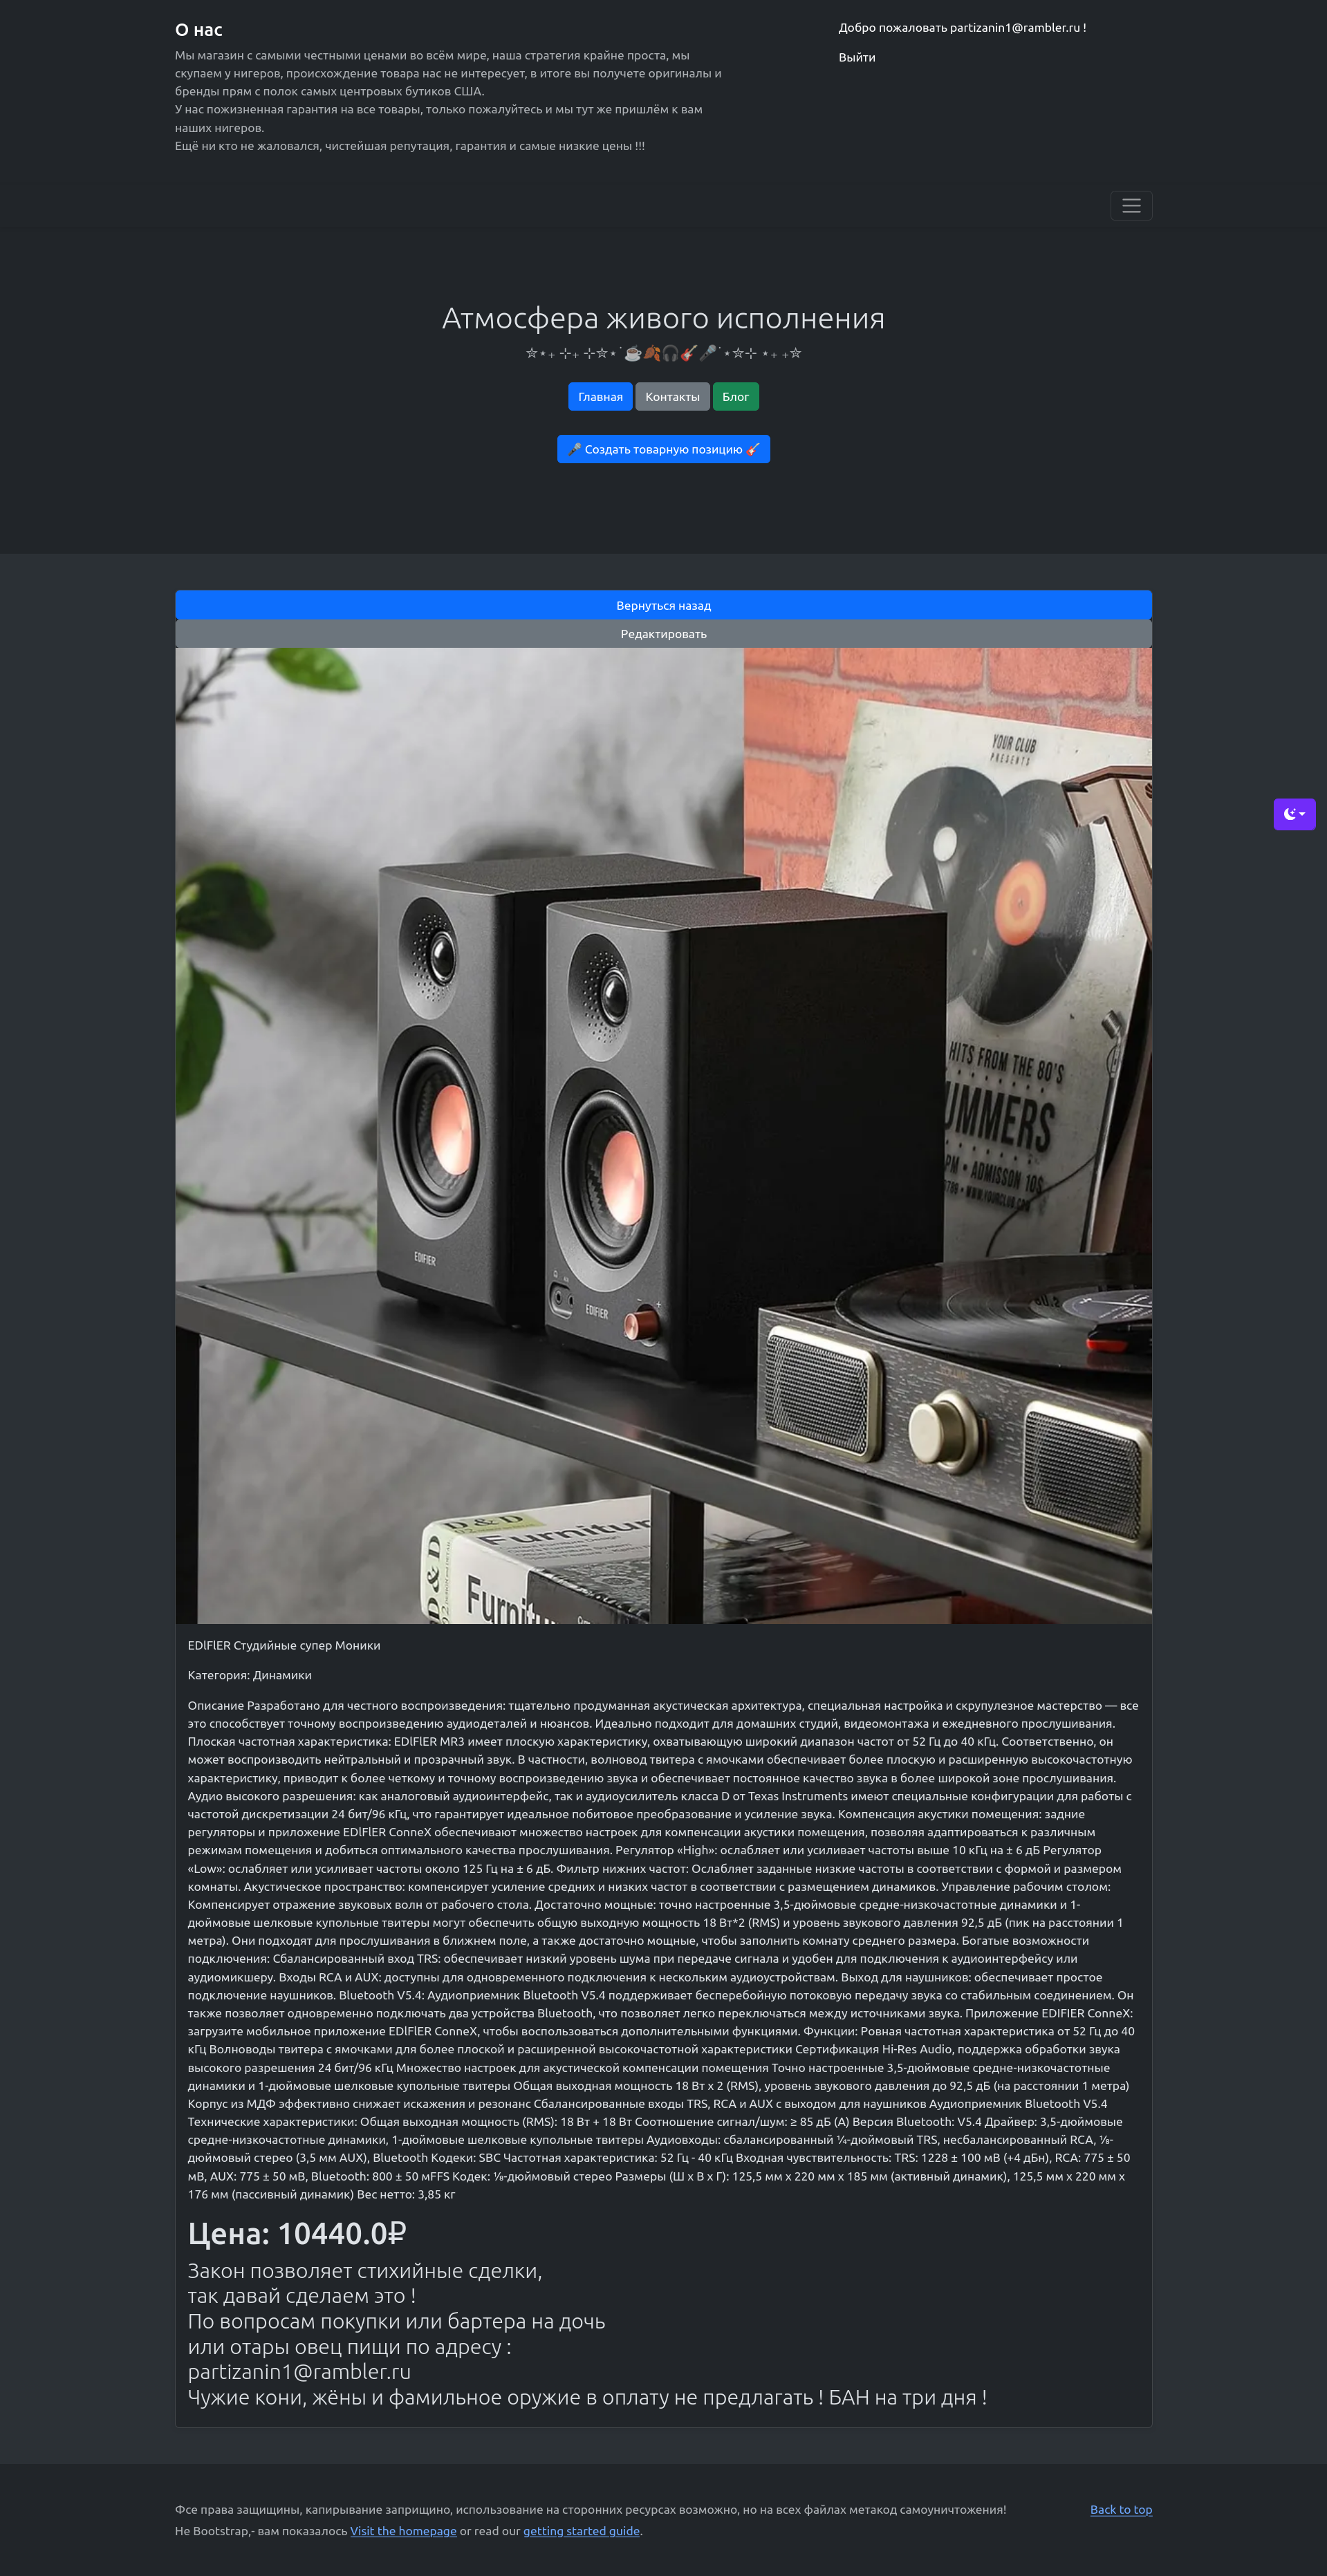 О нас
Добро пожаловать partizanin1@rambler.ru !
Мы магазин с самыми честными ценами во всём мире, наша стратегия крайне проста, мы
скупаем у нигеров, происхождение товара нас не интересует, в итоге вы получете оригиналы и
бренды прям с полок самых центровых бутиков США.
У нас пожизненная гарантия на все товары, только пожалуйтесь и мы тут же пришлём к вам
наших нигеров.
Ещё ни кто не жаловался, чистейшая репутация, гарантия и самые низкие цены !!!
Выйти
Атмосфера живого исполнения
✮⋆₊ ⊹₊ ⊹✮⋆˙☕🍂🎧🎸🎤˙⋆✮⊹ ⋆₊ ₊✮
Главная
Контакты
Блог
🎤 Создать товарную позицию 🎸
Вернуться назад
Редактировать
YOUR CLUB
PRESENTS
HITS FROM THE 80'S
UMMERS
PM - ADMISSON 10$
EDIFIER
EDIFIER
D&D
Furnitur
D&D
Furnitur
EDlFlER Студийные супер Моники
Категория: Динамики
Описание Разработано для честного воспроизведения: тщательно продуманная акустическая архитектура, специальная настройка и скрупулезное мастерство — все
это способствует точному воспроизведению аудиодеталей и нюансов. Идеально подходит для домашних студий, видеомонтажа и ежедневного прослушивания.
Плоская частотная характеристика: EDlFlER MR3 имеет плоскую характеристику, охватывающую широкий диапазон частот от 52 Гц до 40 кГц. Соответственно, он
может воспроизводить нейтральный и прозрачный звук. В частности, волновод твитера с ямочками обеспечивает более плоскую и расширенную высокочастотную
характеристику, приводит к более четкому и точному воспроизведению звука и обеспечивает постоянное качество звука в более широкой зоне прослушивания.
Аудио высокого разрешения: как аналоговый аудиоинтерфейс, так и аудиоусилитель класса D от Texas Instruments имеют специальные конфигурации для работы с
частотой дискретизации 24 бит/96 кГц, что гарантирует идеальное побитовое преобразование и усиление звука. Компенсация акустики помещения: задние
регуляторы и приложение EDlFlER ConneX обеспечивают множество настроек для компенсации акустики помещения, позволяя адаптироваться к различным
режимам помещения и добиться оптимального качества прослушивания. Регулятор «High»: ослабляет или усиливает частоты выше 10 кГц на ± 6 дБ Регулятор
«Low»: ослабляет или усиливает частоты около 125 Гц на ± 6 дБ. Фильтр нижних частот: Ослабляет заданные низкие частоты в соответствии с формой и размером
комнаты. Акустическое пространство: компенсирует усиление средних и низких частот в соответствии с размещением динамиков. Управление рабочим столом:
Компенсирует отражение звуковых волн от рабочего стола. Достаточно мощные: точно настроенные 3,5-дюймовые средне-низкочастотные динамики и 1-
дюймовые шелковые купольные твитеры могут обеспечить общую выходную мощность 18 Вт*2 (RMS) и уровень звукового давления 92,5 дБ (пик на расстоянии 1
метра). Они подходят для прослушивания в ближнем поле, а также достаточно мощные, чтобы заполнить комнату среднего размера. Богатые возможности
подключения: Сбалансированный вход TRS: обеспечивает низкий уровень шума при передаче сигнала и удобен для подключения к аудиоинтерфейсу или
аудиомикшеру. Входы RCA и AUX: доступны для одновременного подключения к нескольким аудиоустройствам. Выход для наушников: обеспечивает простое
подключение наушников. Bluetooth V5.4: Аудиоприемник Bluetooth V5.4 поддерживает бесперебойную потоковую передачу звука со стабильным соединением. Он
также позволяет одновременно подключать два устройства Bluetooth, что позволяет легко переключаться между источниками звука. Приложение EDIFIER ConneX:
загрузите мобильное приложение EDlFlER ConneX, чтобы воспользоваться дополнительными функциями. Функции: Ровная частотная характеристика от 52 Гц до 40
кГц Волноводы твитера с ямочками для более плоской и расширенной высокочастотной характеристики Сертификация Hi-Res Audio, поддержка обработки звука
высокого разрешения 24 бит/96 кГц Множество настроек для акустической компенсации помещения Точно настроенные 3,5-дюймовые средне-низкочастотные
динамики и 1-дюймовые шелковые купольные твитеры Общая выходная мощность 18 Вт x 2 (RMS), уровень звукового давления до 92,5 дБ (на расстоянии 1 метра)
Корпус из МДФ эффективно снижает искажения и резонанс Сбалансированные входы TRS, RCA и AUX с выходом для наушников Аудиоприемник Bluetooth V5.4
Технические характеристики: Общая выходная мощность (RMS): 18 Вт + 18 Вт Соотношение сигнал/шум: ≥ 85 дБ (A) Версия Bluetooth: V5.4 Драйвер: 3,5-дюймовые
средне-низкочастотные динамики, 1-дюймовые шелковые купольные твитеры Аудиовходы: сбалансированный ¼-дюймовый TRS, несбалансированный RCA, ⅛-
дюймовый стерео (3,5 мм AUX), Bluetooth Кодеки: SBC Частотная характеристика: 52 Гц - 40 кГц Входная чувствительность: TRS: 1228 ± 100 мВ (+4 дБн), RCA: 775 ± 50
мВ, AUX: 775 ± 50 мВ, Bluetooth: 800 ± 50 мFFS Кодек: ⅛-дюймовый стерео Размеры (Ш x В x Г): 125,5 мм x 220 мм x 185 мм (активный динамик), 125,5 мм x 220 мм x
176 мм (пассивный динамик) Вес нетто: 3,85 кг
Цена: 10440.0₽
Закон позволяет стихийные сделки,
так давай сделаем это !
По вопросам покупки или бартера на дочь
или отары овец пищи по адресу :
partizanin1@rambler.ru
Чужие кони, жёны и фамильное оружие в оплату не предлагать ! БАН на три дня !
Фсе права защищины, капирывание заприщино, использование на сторонних ресурсах возможно, но на всех файлах метакод самоуничтожения!
Back to top
Не Bootstrap,- вам показалось Visit the homepage or read our getting started guide.